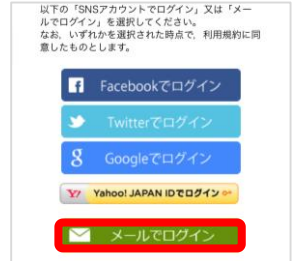 以下の「SNSアカウントでログイン」又は「メー
ルでログイン」を選択してください。
なお、いずれかを選択された時点で、利用規約に同
意したものとします。
Facebookでログイン
Twitterでログイン
Googleでログイン
Yahoo! JAPAN IDでログイン
メールでログイン